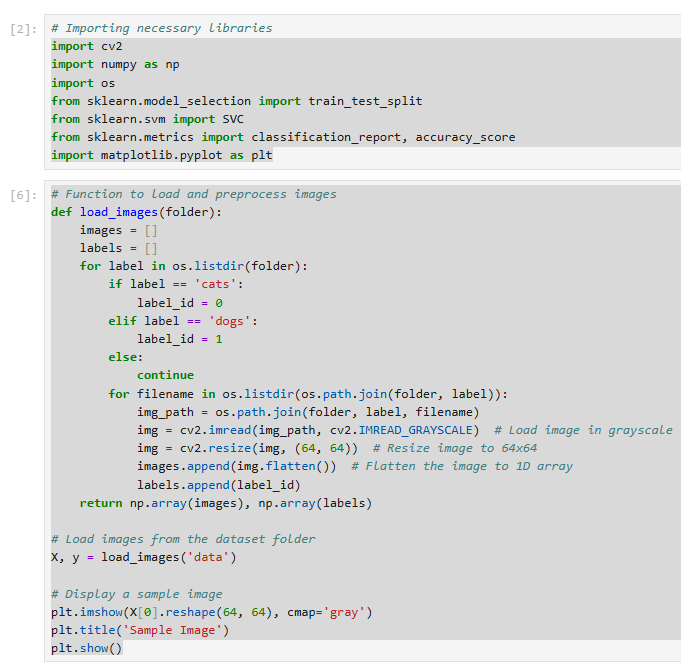 [2]: # Importing necessary libraries
import cv2
import numpy as np
import os
from sklearn.model_selection import train_test_split
from sklearn.svm import SVC
from sklearn.metrics import classification_report, accuracy_score
import matplotlib.pyplot as plt
[6]: # Function to load and preprocess images
def load_images(folder):
    images = []
    labels = []
    for label in os.listdir(folder):
        if label == 'cats':
            label_id = 0
        elif label == 'dogs':
            label_id = 1
        else:
            continue
        for filename in os.listdir(os.path.join(folder, label)):
            img_path = os.path.join(folder, label, filename)
            img = cv2.imread(img_path, cv2.IMREAD_GRAYSCALE)  # Load image in grayscale
            img = cv2.resize(img, (64, 64))  # Resize image to 64x64
            images.append(img.flatten())  # Flatten the image to 1D array
            labels.append(label_id)
    return np.array(images), np.array(labels)

# Load images from the dataset folder
X, y = load_images('data')

# Display a sample image
plt.imshow(X[0].reshape(64, 64), cmap='gray')
plt.title('Sample Image')
plt.show()